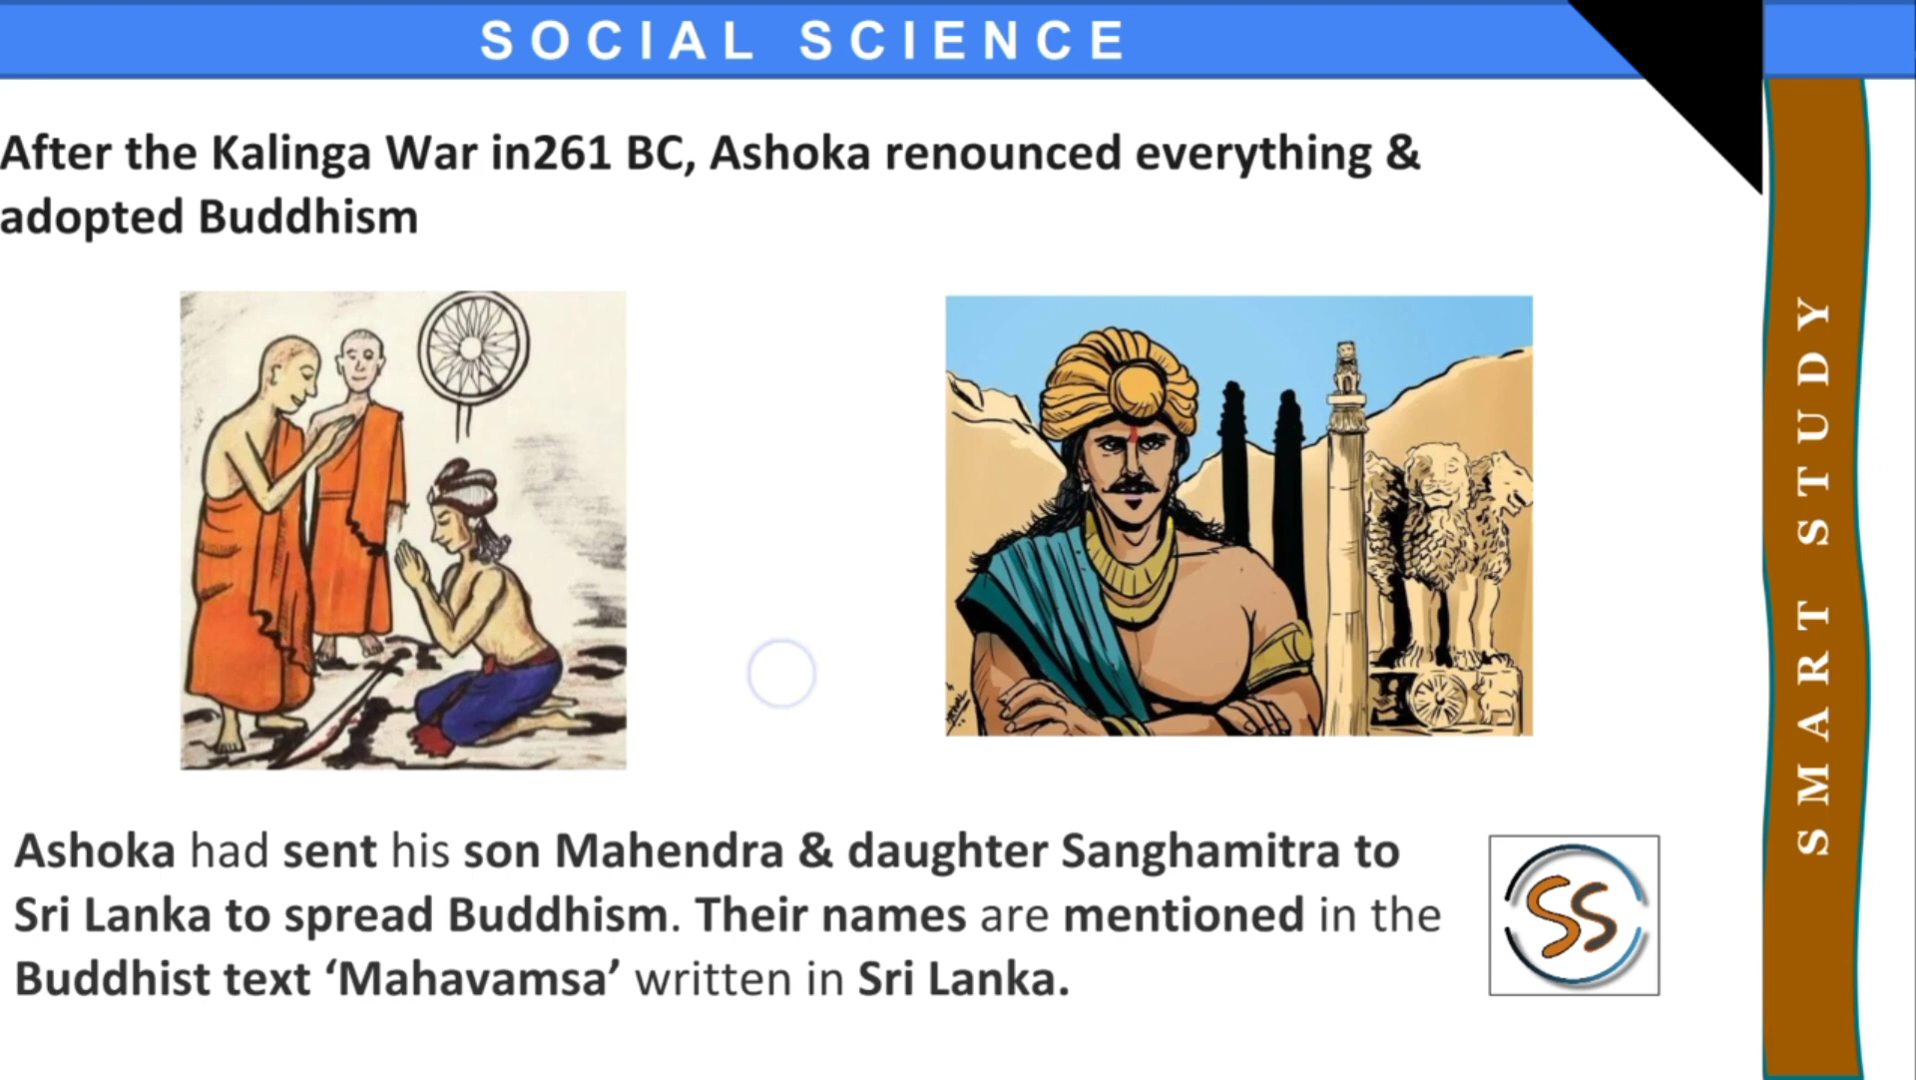 SOCIAL SCIENCE
After the Kalinga War in261 BC, Ashoka renounced everything &
adopted Buddhism
Ashoka had sent his son Mahendra & daughter Sanghamitra to
Sri Lanka to spread Buddhism. Their names are mentioned in the
Buddhist text ‘Mahavamsa’ written in Sri Lanka.
SS
SMART STUDY